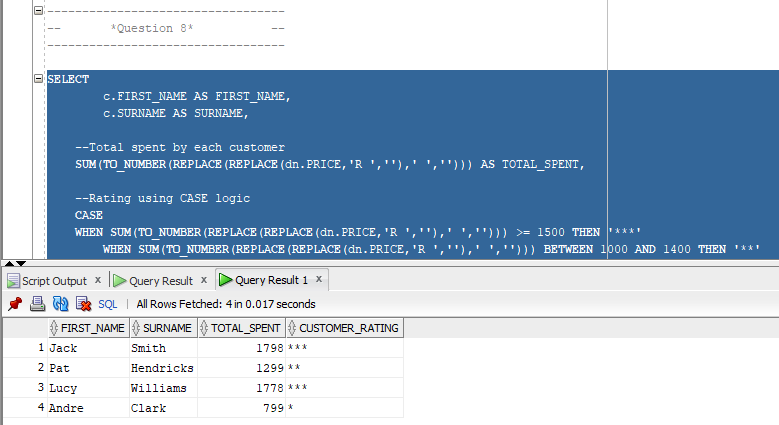 ----------------------------------
--       *Question 8*           --
----------------------------------
SELECT
c.FIRST_NAME AS FIRST_NAME,
c.SURNAME AS SURNAME,
--Total spent by each customer
SUM(TO_NUMBER(REPLACE(REPLACE(dn.PRICE,'R ',''),' ',''))) AS TOTAL_SPENT,
--Rating using CASE logic
CASE
WHEN SUM(TO_NUMBER(REPLACE(REPLACE(dn.PRICE,'R ',''),' ',''))) >= 1500 THEN '***'
WHEN SUM(TO_NUMBER(REPLACE(REPLACE(dn.PRICE,'R ',''),' ',''))) BETWEEN 1000 AND 1400 THEN '**'
Script Output x Query Result x Query Result 1 x
SQL | All Rows Fetched: 4 in 0.017 seconds
FIRST_NAME SURNAME TOTAL_SPENT CUSTOMER_RATING
1 Jack Smith 1798 ***
2 Pat Hendricks 1299 **
3 Lucy Williams 1778 ***
4 Andre Clark 799 *